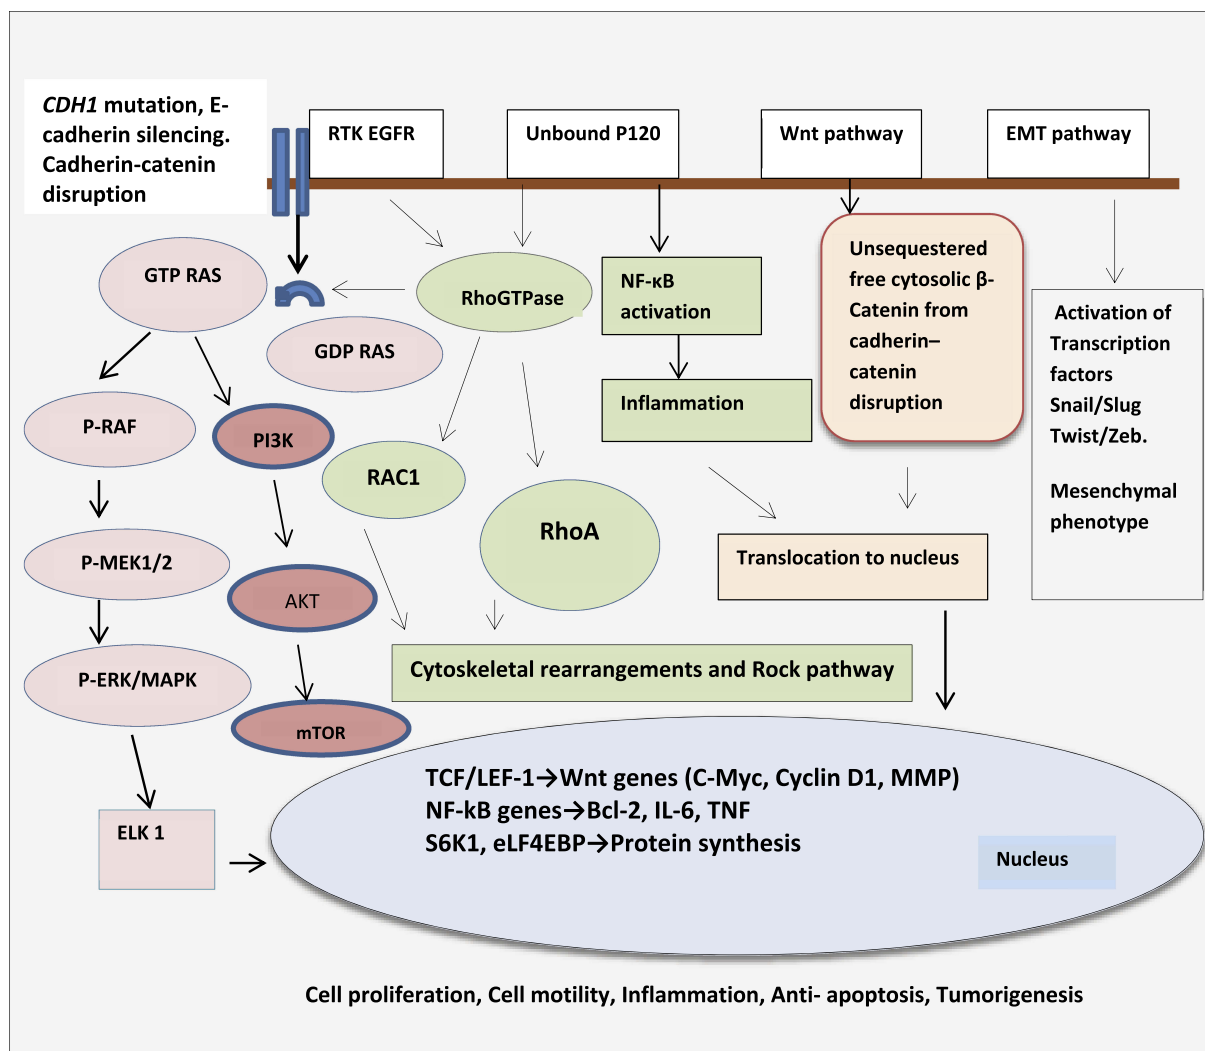 CDH1 mutation, E-
cadherin silencing.
Cadherin-catenin
disruption
RTK EGFR
Unbound P120
Wnt pathway
EMT pathway
GTP RAS
RhoGTPase
NF-κB
activation
Unsequestered
free cytosolic β-
Catenin from
cadherin–
catenin
disruption
Activation of
Transcription
factors
Snail/Slug
Twist/Zeb.
Mesenchymal
phenotype
GDP RAS
P-RAF
PI3K
Inflammation
RAC1
RhoA
P-MEK1/2
AKT
Translocation to nucleus
P-ERK/MAPK
Cytoskeletal rearrangements and Rock pathway
mTOR
TCF/LEF-1→Wnt genes (C-Myc, Cyclin D1, MMP)
NF-kB genes→Bcl-2, IL-6, TNF
S6K1, eLF4EBP→Protein synthesis
ELK 1
Nucleus
Cell proliferation, Cell motility, Inflammation, Anti- apoptosis, Tumorigenesis